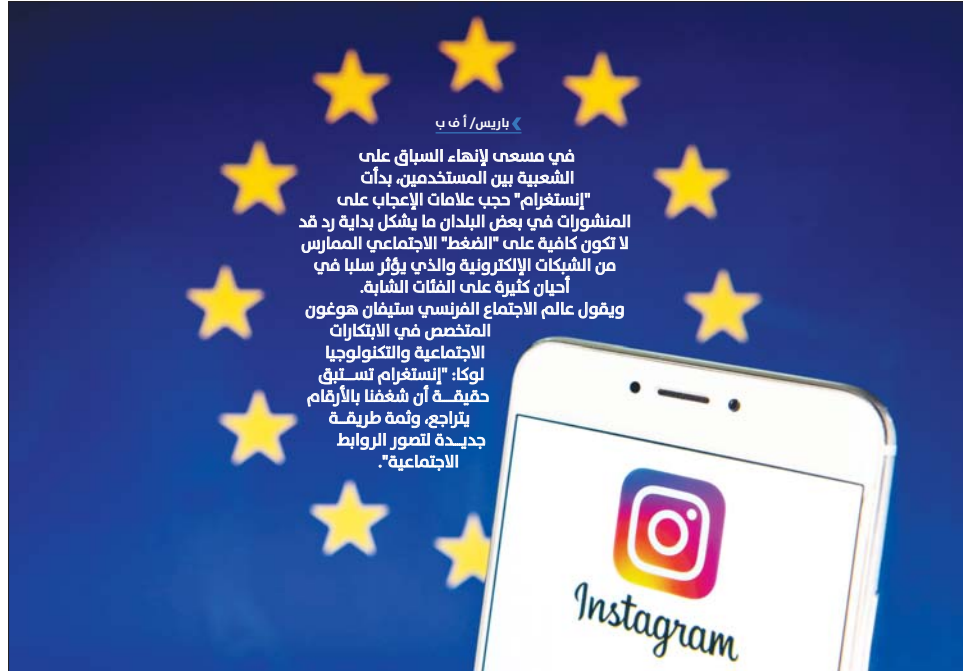 باريس/ أ ف ب
في مسعى لإنهاء السباق على
الشعبية بين المستخدمين، بدأت
"إنستغرام" حجب علامات الإعجاب على
المنشورات في بعض البلدان ما يشكل بداية رد قد
لا تكون كافية على "الضغط" الاجتماعي الممارس
من الشبكات الإلكترونية والذي يؤثر سلبا في
أحيان كثيرة على الفئات الشابة.
ويقول عالم الاجتماع الفرنسي ستيفان هوغون
المتخصص في الابتكارات
الاجتماعية والتكنولوجيا
لوكا: "إنستغرام تستبق
حقيقة أن شغفنا بالأرقام
يتراجع، وثمة طريقة
جديدة لتصور الروابط
الاجتماعية".
Instagram